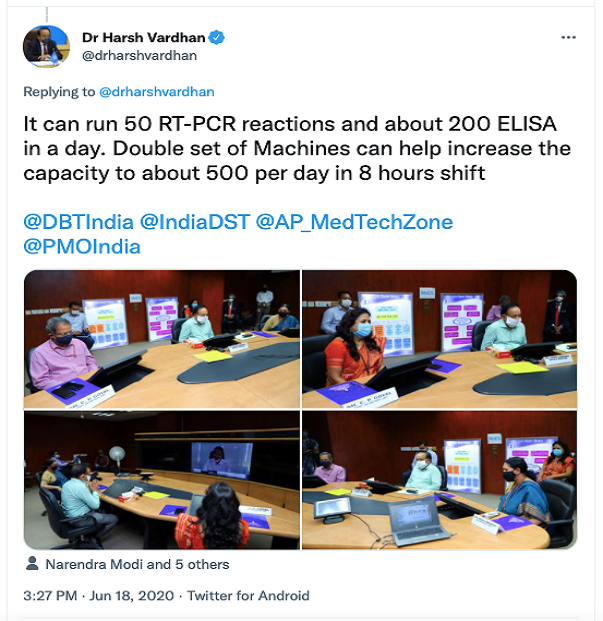 Dr Harsh Vardhan
@drharshvardhan
Replying to @drharshvardhan
It can run 50 RT-PCR reactions and about 200 ELISA
in a day. Double set of Machines can help increase the
capacity to about 500 per day in 8 hours shift
@DBTIndia @IndiaDST @AP_MedTechZone
@PMOIndia
Narendra Modi and 5 others
3:27 PM · Jun 18, 2020 · Twitter for Android